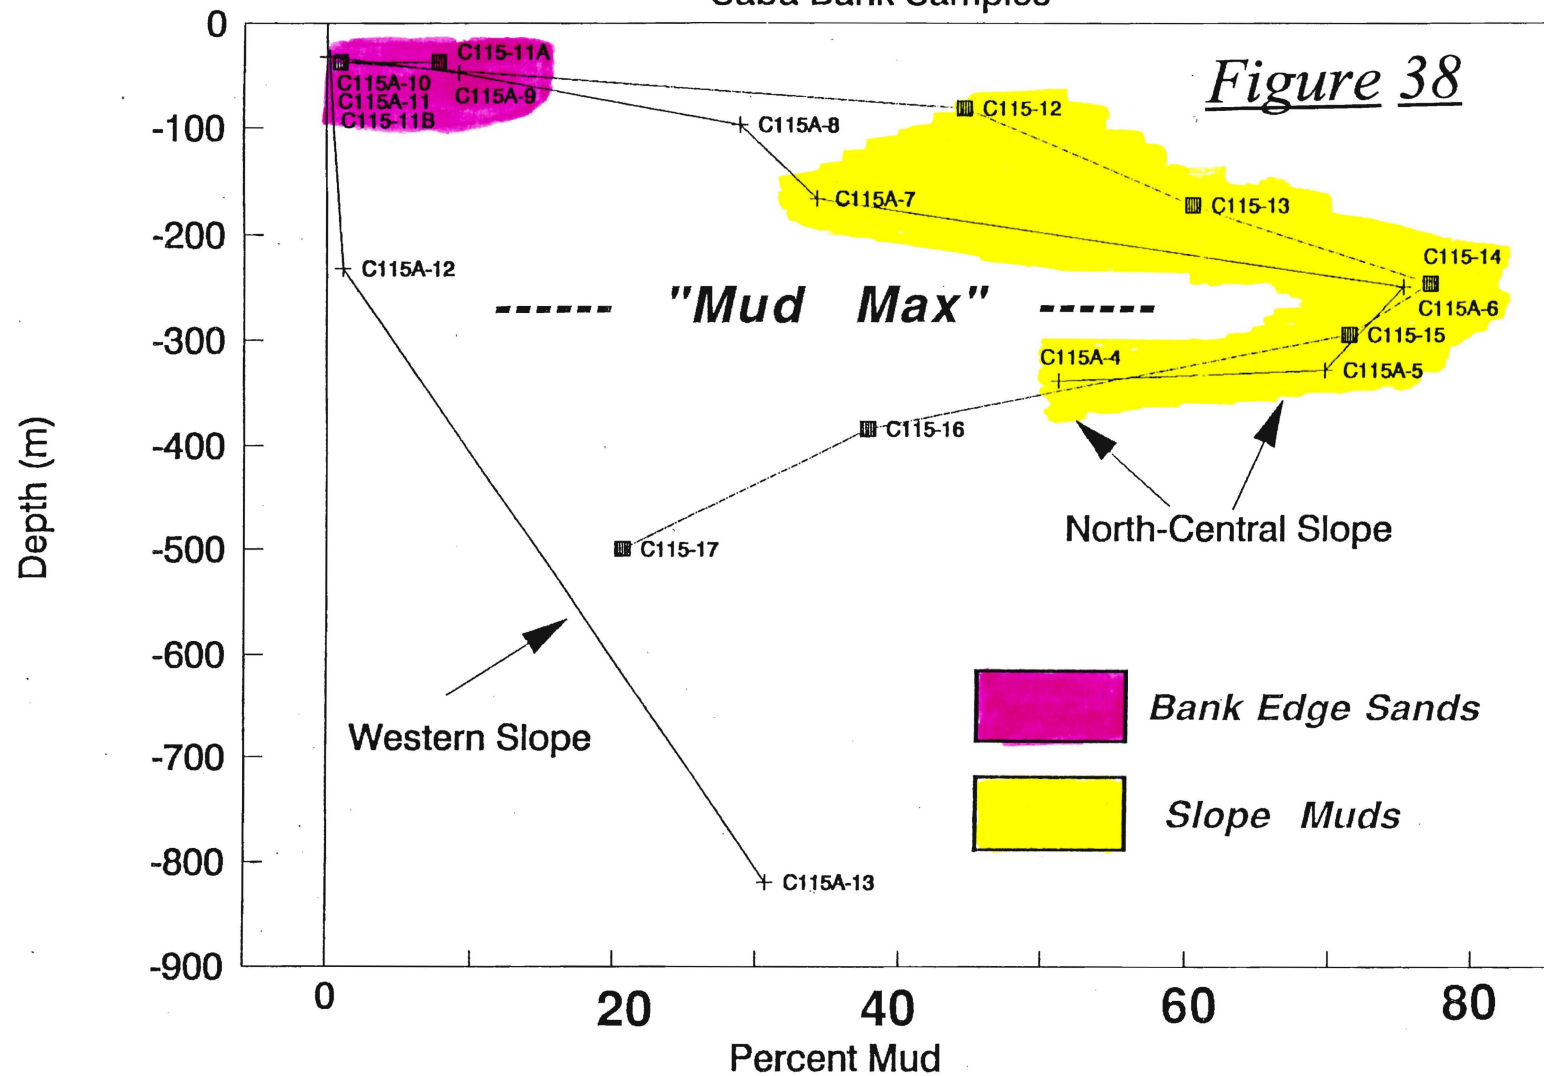 Saba Bank Samples
Figure 38
0
-100
-200
-300
-400
-500
-600
-700
-800
-900
Depth (m)
C115-11A
C115A-10
C115A-9
C115A-11
C115-11B
C115-12
C115A-8
C115A-7
C115-13
C115A-12
C115-14
"Mud Max"
C115A-6
C115-15
C115A-4
C115A-5
C115-16
C115-17
North-Central Slope
Western Slope
Bank Edge Sands
Slope Muds
C115A-13
0
20
40
60
80
Percent Mud